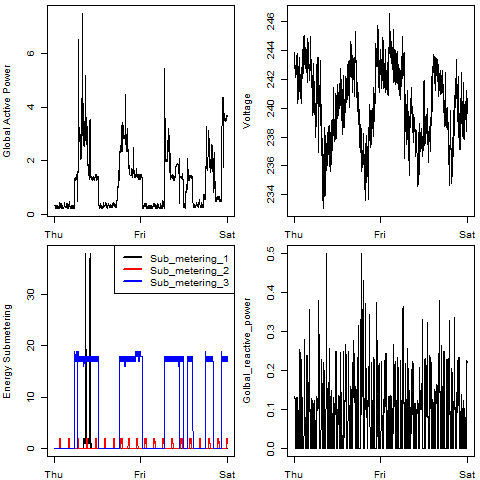 Global Active Power
6
4
2
0
Thu Fri Sat
Voltage
246
244
242
240
238
236
234
Thu Fri Sat
Energy Submetering
30
20
10
0
Sub_metering_1
Sub_metering_2
Sub_metering_3
Thu Fri Sat
Golbal_reactive_power
0.5
0.4
0.3
0.2
0.1
0.0
Thu Fri Sat